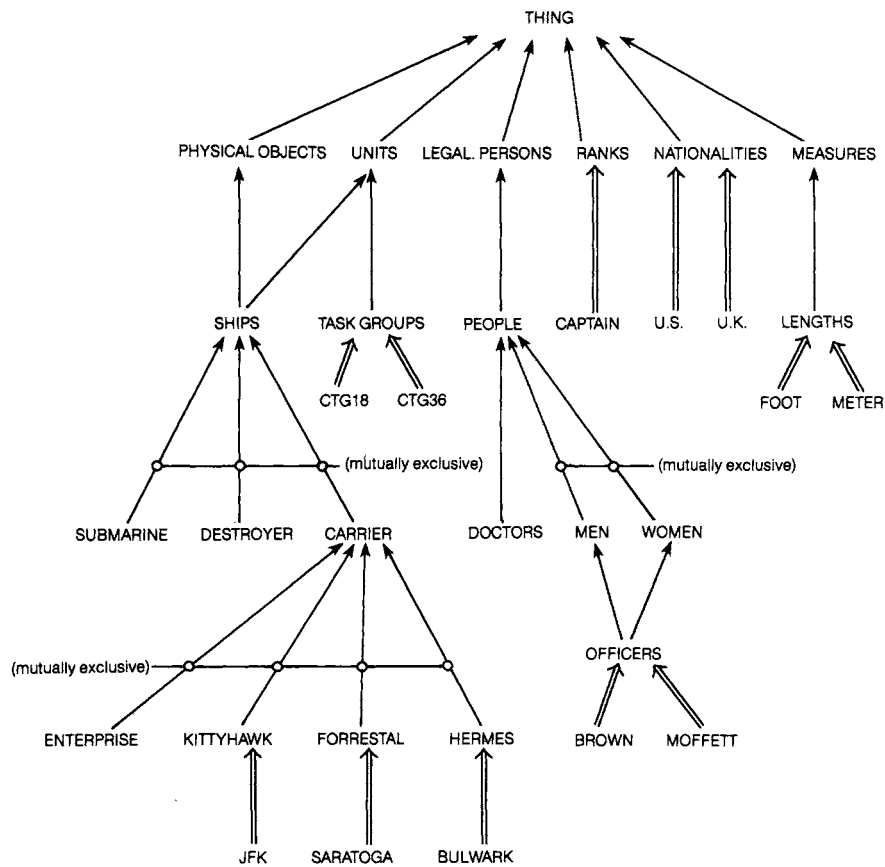 THING
PHYSICAL OBJECTS UNITS LEGAL. PERSONS RANKS NATIONALITIES MEASURES
SHIPS TASK GROUPS PEOPLE CAPTAIN U.S. U.K. LENGTHS
CTG18 CTG36 FOOT METER
(mutually exclusive) (mutually exclusive)
SUBMARINE DESTROYER CARRIER DOCTORS MEN WOMEN
OFFICERS
(mutually exclusive)
ENTERPRISE KITTYHAWK FORRESTAL HERMES BROWN MOFFETT
JFK SARATOGA BULWARK